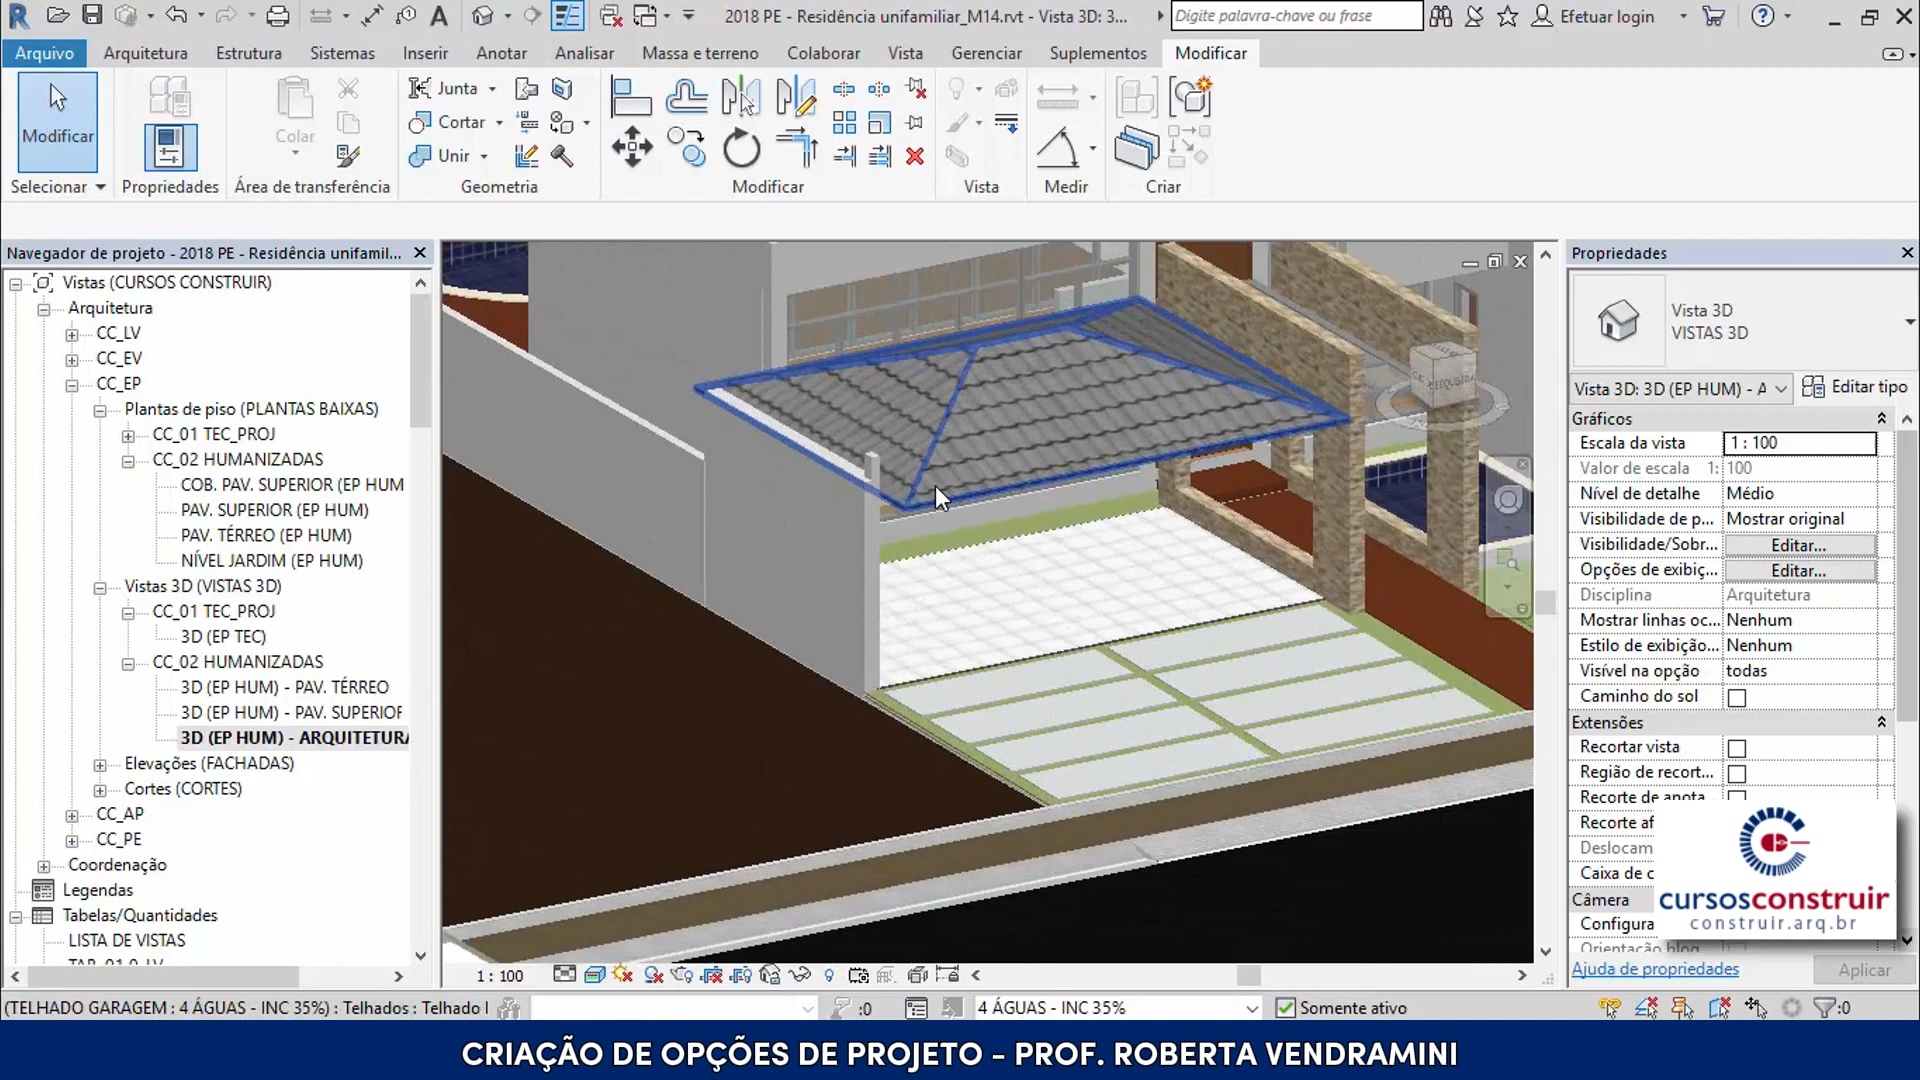 2018 PE - Residência unifamiliar_M14.rvt - Vista 3D: 3...
Digite palavra-chave ou frase
Efetuar login
Arquivo Arquitetura Estrutura Sistemas Inserir Anotar Analisar Massa e terreno Colaborar Vista Gerenciar Suplementos Modificar
Modificar
Colar
Junta
Cortar
Unir
Selecionar Propriedades Área de transferência Geometria Modificar Vista Medir Criar
Navegador de projeto - 2018 PE - Residência unifamil...
Vistas (CURSOS CONSTRUIR)
Arquitetura
CC_LV
CC_EV
CC_EP
Plantas de piso (PLANTAS BAIXAS)
CC_01 TEC_PROJ
CC_02 HUMANIZADAS
COB. PAV. SUPERIOR (EP HUM
PAV. SUPERIOR (EP HUM)
PAV. TÉRREO (EP HUM)
NÍVEL JARDIM (EP HUM)
Vistas 3D (VISTAS 3D)
CC_01 TEC_PROJ
3D (EP TEC)
CC_02 HUMANIZADAS
3D (EP HUM) - PAV. TÉRREO
3D (EP HUM) - PAV. SUPERIOR
3D (EP HUM) - ARQUITETURA
Elevações (FACHADAS)
Cortes (CORTES)
CC_AP
CC_PE
Coordenação
Legendas
Tabelas/Quantidades
LISTA DE VISTAS
Propriedades
Vista 3D
VISTAS 3D
Vista 3D: 3D (EP HUM) - A
Editar tipo
Gráficos
Escala da vista 1 : 100
Valor de escala 1: 100
Nível de detalhe Médio
Visibilidade de p... Mostrar original
Visibilidade/Sobr... Editar...
Opções de exibiç... Editar...
Disciplina Arquitetura
Mostrar linhas oc... Nenhum
Estilo de exibição... Nenhum
Visível na opção todas
Caminho do sol
Extensões
Recortar vista
Região de recort...
Recorte de anota
Recorte af
Deslocam
Caixa de c
Câmera
Configura
Ajuda de propriedades
Aplicar
cursosconstruir
construir.arq.br
1 : 100
(TELHADO GARAGEM : 4 ÁGUAS - INC 35%) : Telhados : Telhado
:0
4 ÁGUAS - INC 35%
Somente ativo
:0
CRIAÇÃO DE OPÇÕES DE PROJETO - PROF. ROBERTA VENDRAMINI